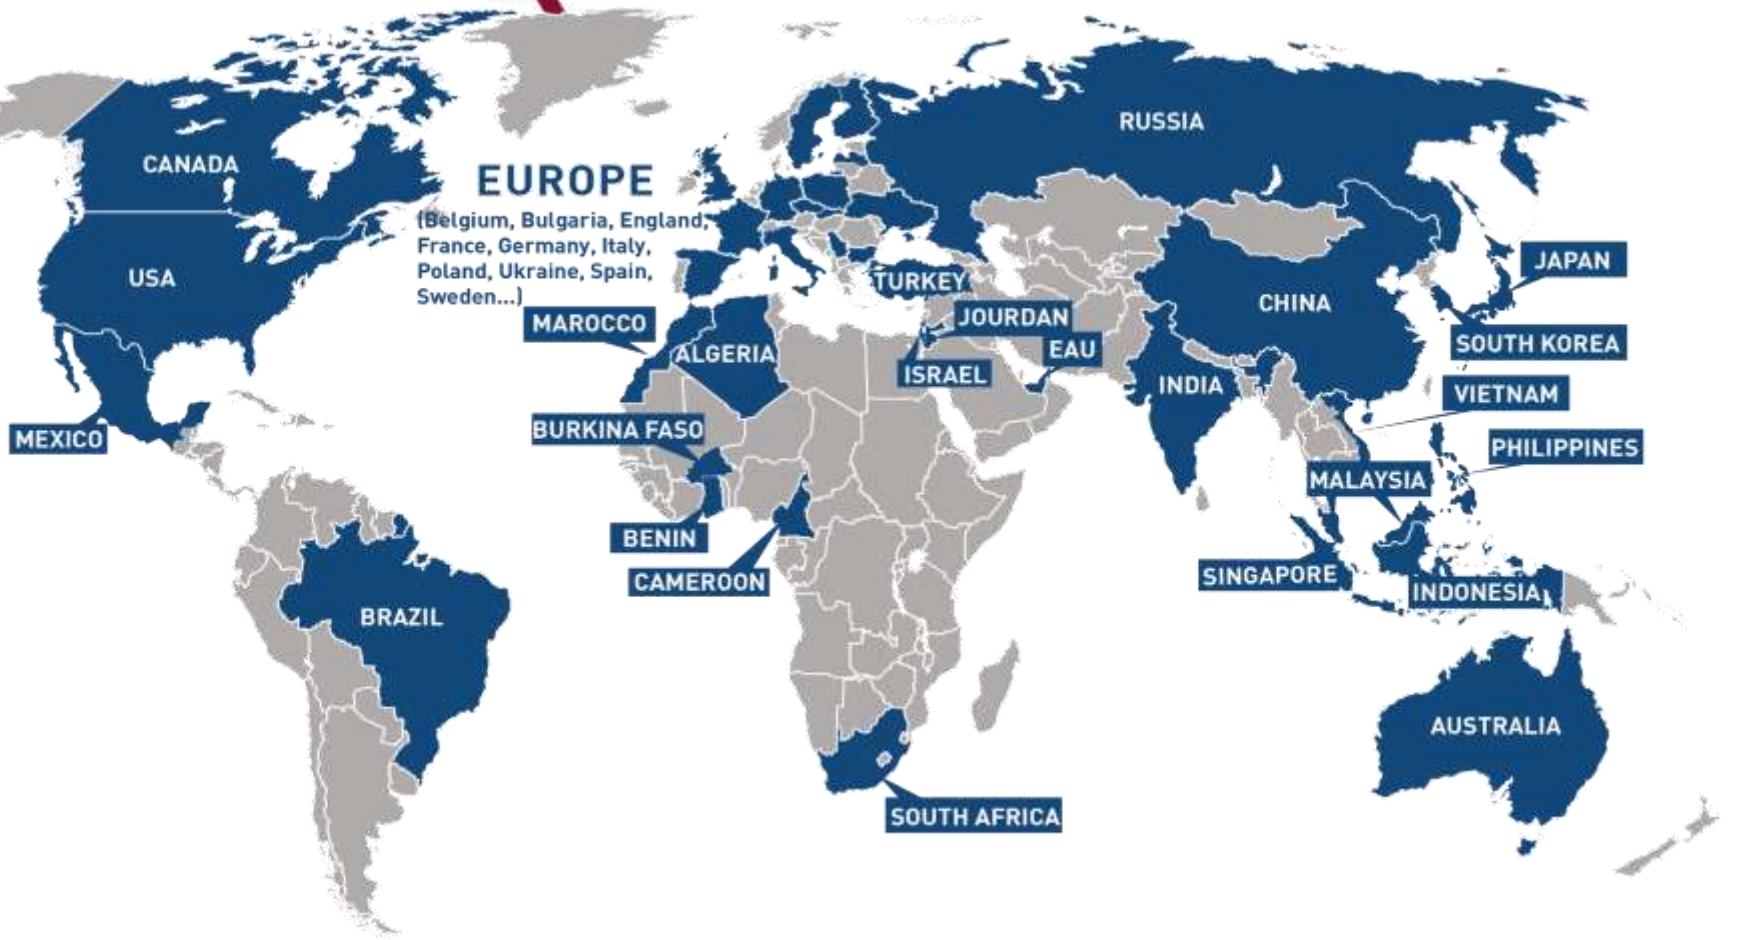 RUSSIA
CANADA
EUROPE
(Belgium, Bulgaria, England,
France, Germany, Italy,
Poland, Ukraine, Spain,
Sweden...)
USA
TURKEY
JAPAN
CHINA
MAROCCO
JOURDAN
SOUTH KOREA
ALGERIA
EAU
ISRAEL
INDIA
VIETNAM
MEXICO
BURKINA FASO
PHILIPPINES
MALAYSIA
BENIN
CAMEROON
SINGAPORE
INDONESIA
BRAZIL
AUSTRALIA
SOUTH AFRICA